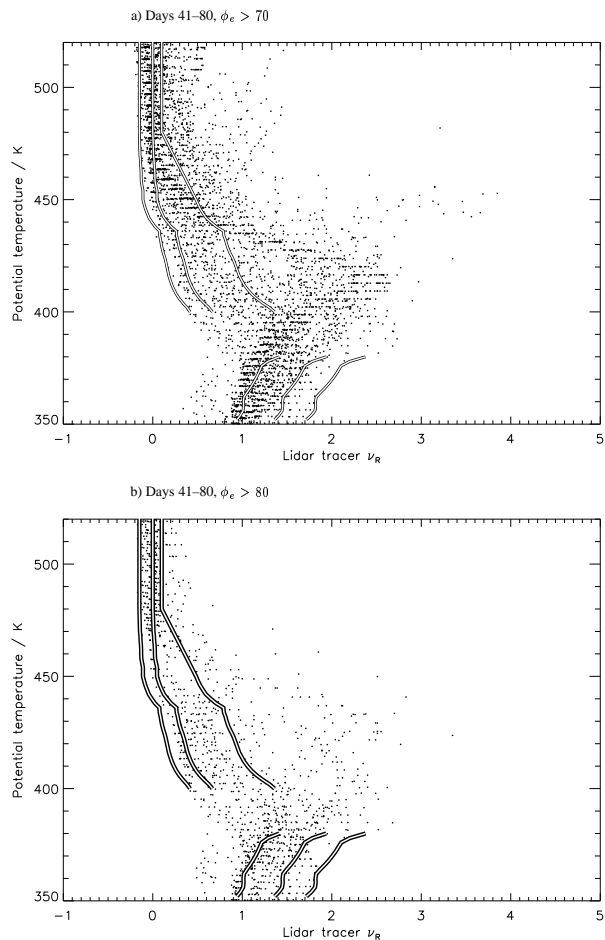 a) Days 41–80, ϕₑ > 70
500
450
400
350
Potential temperature / K
-1 0 1 2 3 4 5
Lidar tracer ν_R
b) Days 41–80, ϕₑ > 80
500
450
400
350
Potential temperature / K
-1 0 1 2 3 4 5
Lidar tracer ν_R